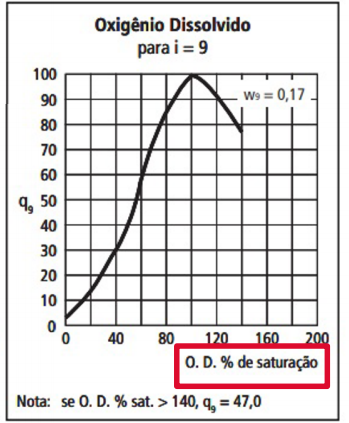 Oxigênio Dissolvido
para i = 9
100
90
80
70
60
50
40
30
20
10
0
q9
w9 = 0,17
0 40 80 120 160 200
O. D. % de saturação
Nota: se O. D. % sat. > 140, q9 = 47,0